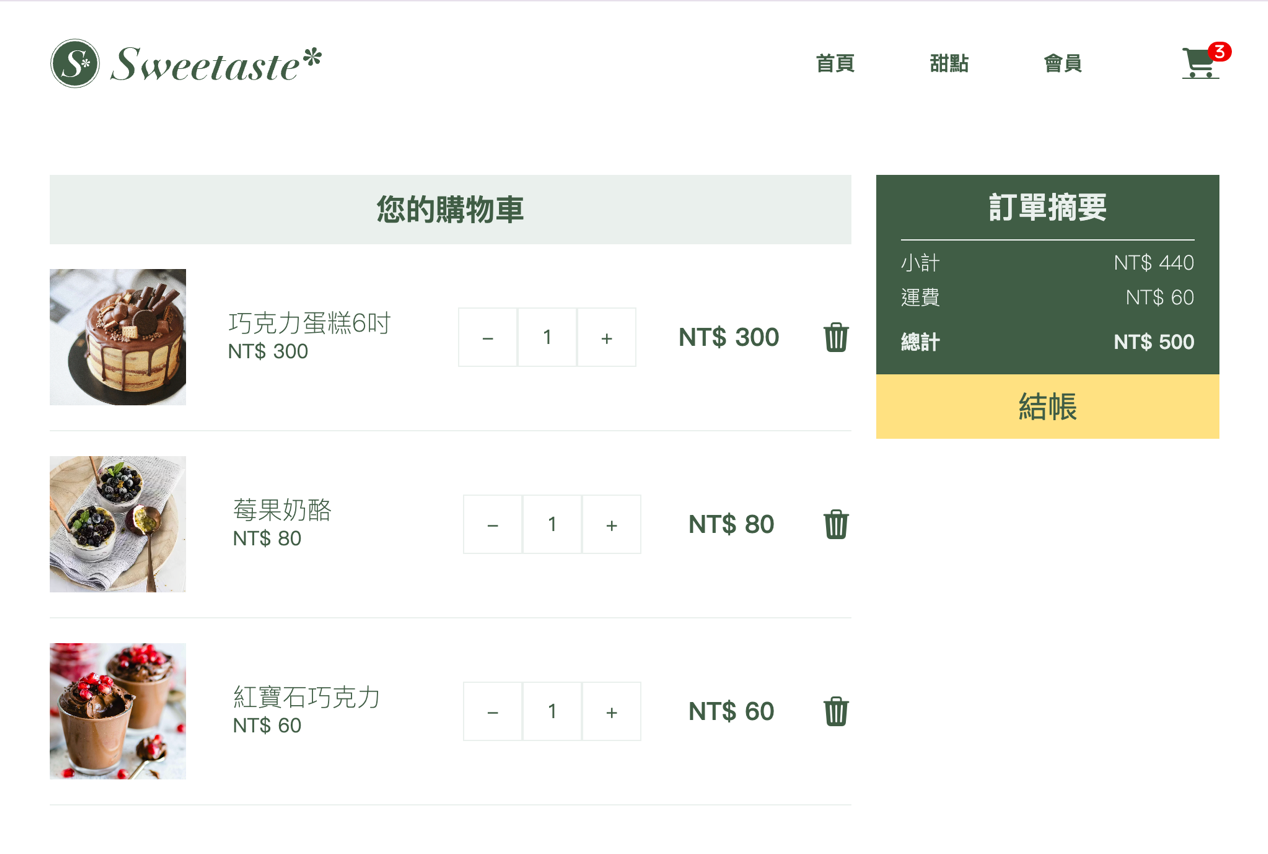 S* Sweetaste*
首頁
甜點
會員
3
您的購物車
巧克力蛋糕6吋
NT$ 300
− 1 +
NT$ 300
莓果奶酪
NT$ 80
− 1 +
NT$ 80
紅寶石巧克力
NT$ 60
− 1 +
NT$ 60
訂單摘要
小計 NT$ 440
運費 NT$ 60
總計 NT$ 500
結帳